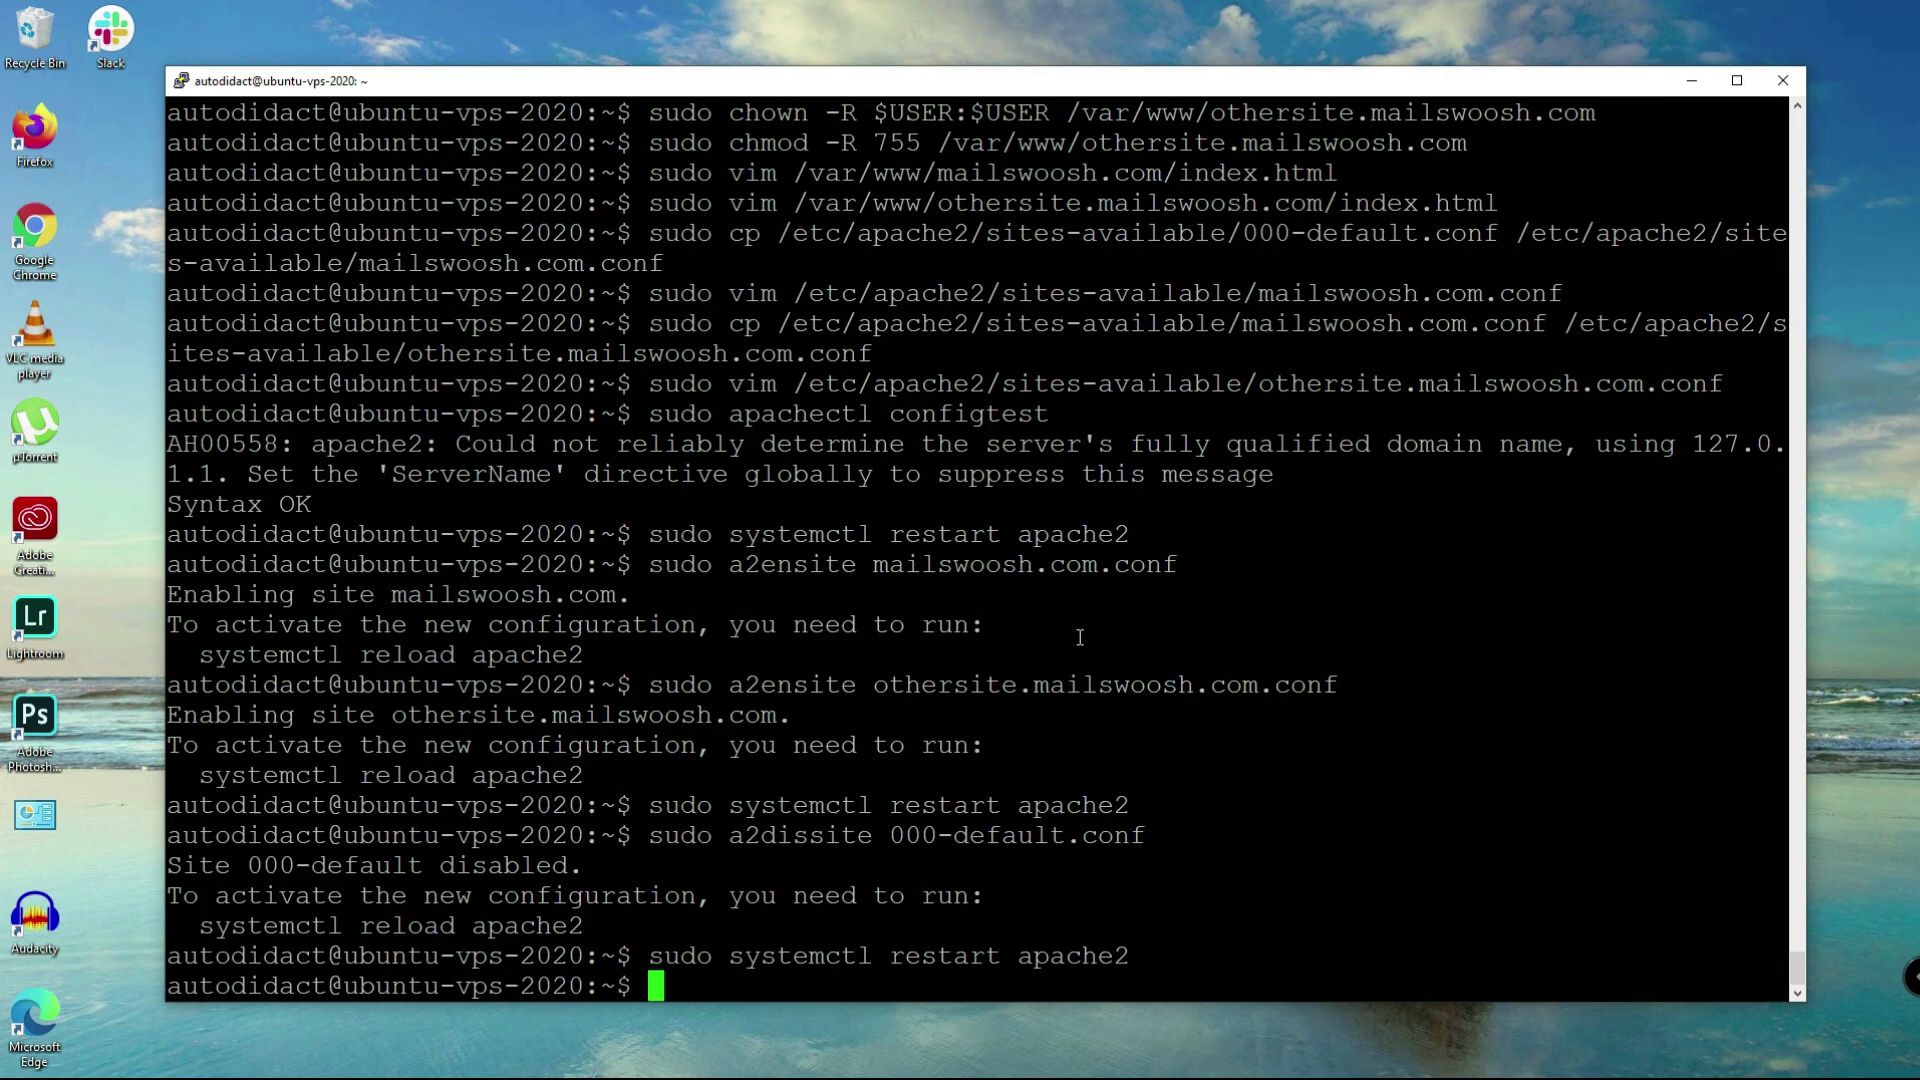 Recycle Bin
Slack
Firefox
Google
Chrome
VLC media
player
µTorrent
Adobe
Creati...
Lr
Lightroom
Ps
Adobe
Photosh...
Audacity
Microsoft
Edge
autodidact@ubuntu-vps-2020: ~
autodidact@ubuntu-vps-2020:~$ sudo chown -R $USER:$USER /var/www/othersite.mailswoosh.com
autodidact@ubuntu-vps-2020:~$ sudo chmod -R 755 /var/www/othersite.mailswoosh.com
autodidact@ubuntu-vps-2020:~$ sudo vim /var/www/mailswoosh.com/index.html
autodidact@ubuntu-vps-2020:~$ sudo vim /var/www/othersite.mailswoosh.com/index.html
autodidact@ubuntu-vps-2020:~$ sudo cp /etc/apache2/sites-available/000-default.conf /etc/apache2/site
s-available/mailswoosh.com.conf
autodidact@ubuntu-vps-2020:~$ sudo vim /etc/apache2/sites-available/mailswoosh.com.conf
autodidact@ubuntu-vps-2020:~$ sudo cp /etc/apache2/sites-available/mailswoosh.com.conf /etc/apache2/s
ites-available/othersite.mailswoosh.com.conf
autodidact@ubuntu-vps-2020:~$ sudo vim /etc/apache2/sites-available/othersite.mailswoosh.com.conf
autodidact@ubuntu-vps-2020:~$ sudo apachectl configtest
AH00558: apache2: Could not reliably determine the server's fully qualified domain name, using 127.0.
1.1. Set the 'ServerName' directive globally to suppress this message
Syntax OK
autodidact@ubuntu-vps-2020:~$ sudo systemctl restart apache2
autodidact@ubuntu-vps-2020:~$ sudo a2ensite mailswoosh.com.conf
Enabling site mailswoosh.com.
To activate the new configuration, you need to run:
  systemctl reload apache2
autodidact@ubuntu-vps-2020:~$ sudo a2ensite othersite.mailswoosh.com.conf
Enabling site othersite.mailswoosh.com.
To activate the new configuration, you need to run:
  systemctl reload apache2
autodidact@ubuntu-vps-2020:~$ sudo systemctl restart apache2
autodidact@ubuntu-vps-2020:~$ sudo a2dissite 000-default.conf
Site 000-default disabled.
To activate the new configuration, you need to run:
  systemctl reload apache2
autodidact@ubuntu-vps-2020:~$ sudo systemctl restart apache2
autodidact@ubuntu-vps-2020:~$